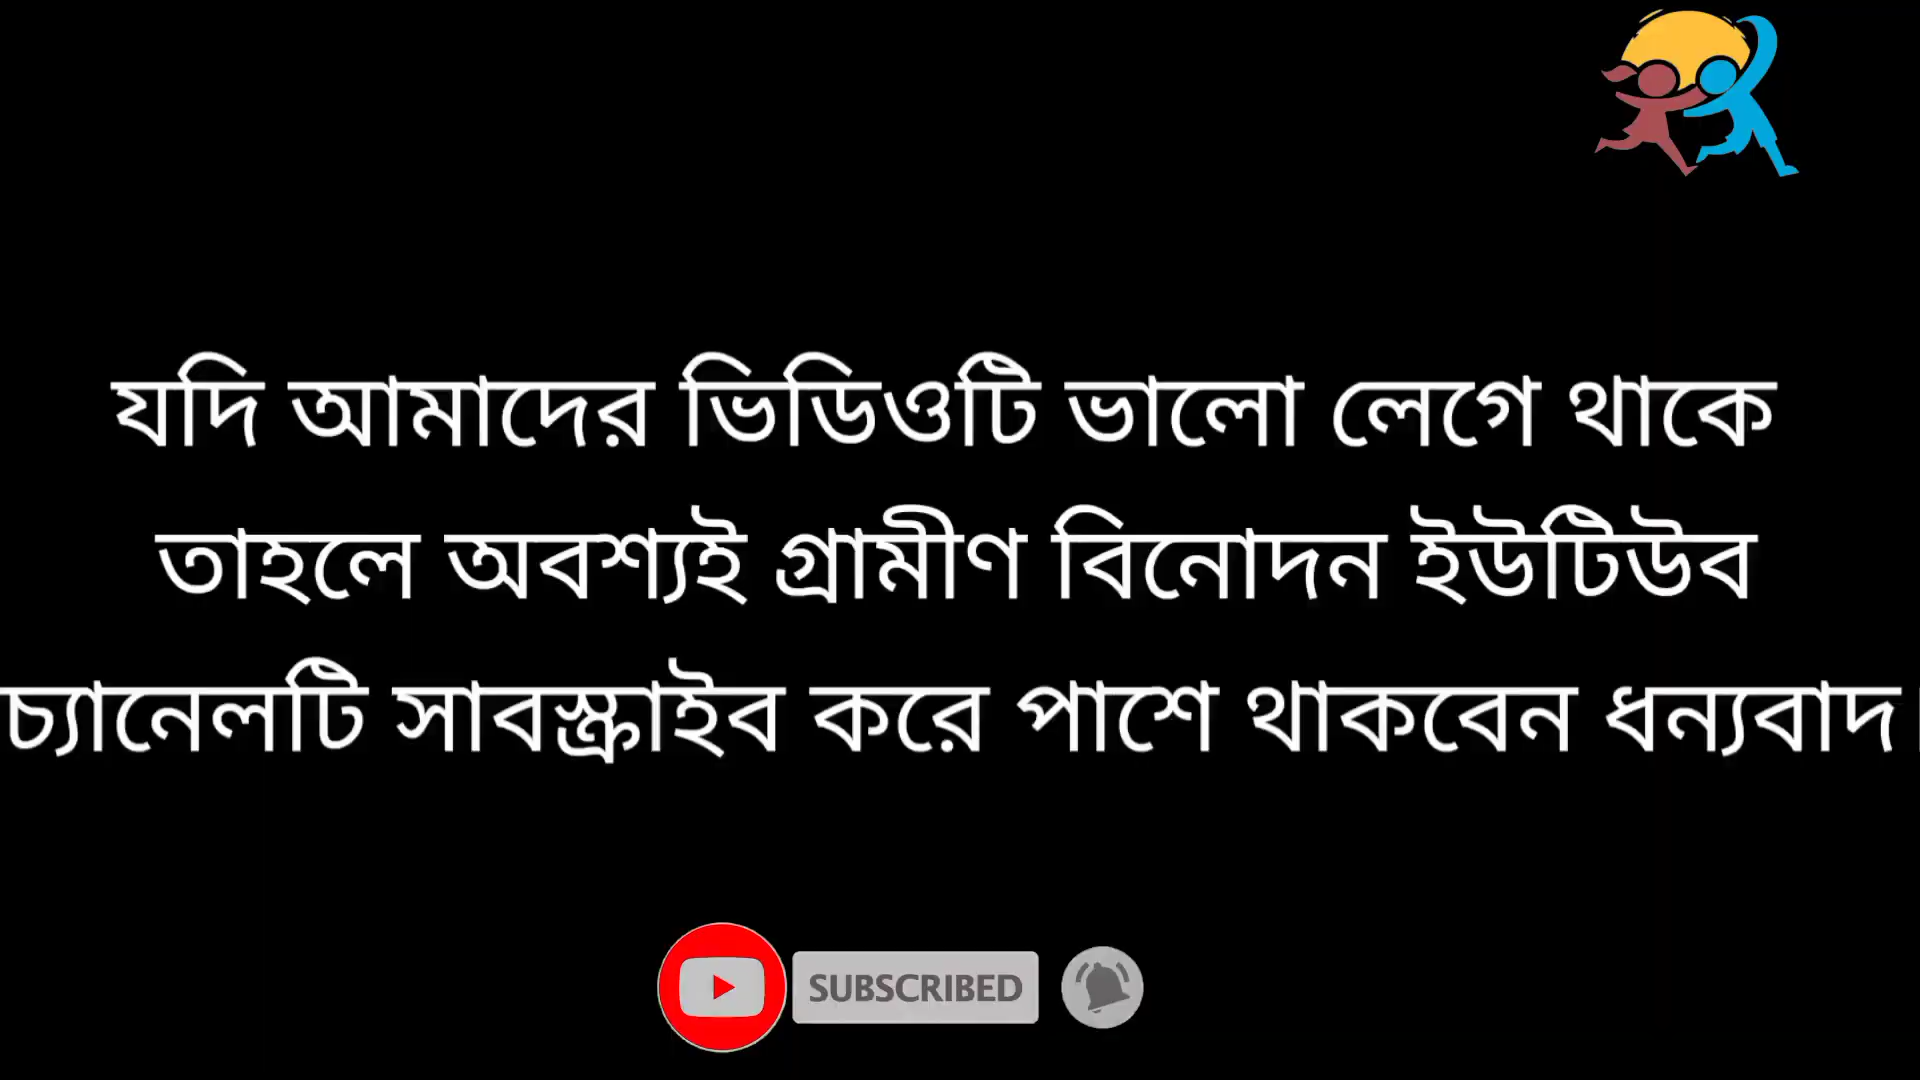 যদি আমাদের ভিডিওটি ভালো লেগে থাকে
তাহলে অবশ্যই গ্রামীণ বিনোদন ইউটিউব
চ্যানেলটি সাবস্ক্রাইব করে পাশে থাকবেন ধন্যবাদ।
SUBSCRIBED